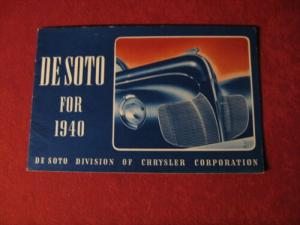 DE SOTO
FOR
1940
DE SOTO DIVISION OF CHRYSLER CORPORATION